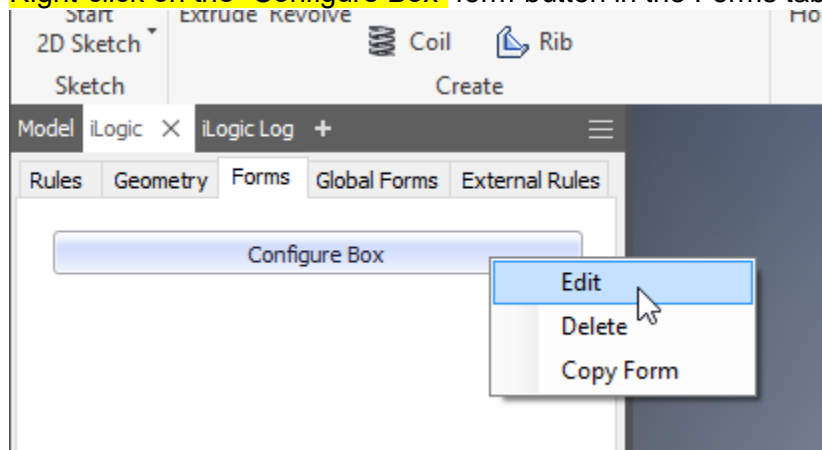 Right-click on the "Configure Box" form button in the Forms tab
Start
Extrude Revolve
Ho
2D Sketch
Coil
Rib
Sketch
Create
Model iLogic iLogic Log +
Rules Geometry Forms Global Forms External Rules
Configure Box
Edit
Delete
Copy Form